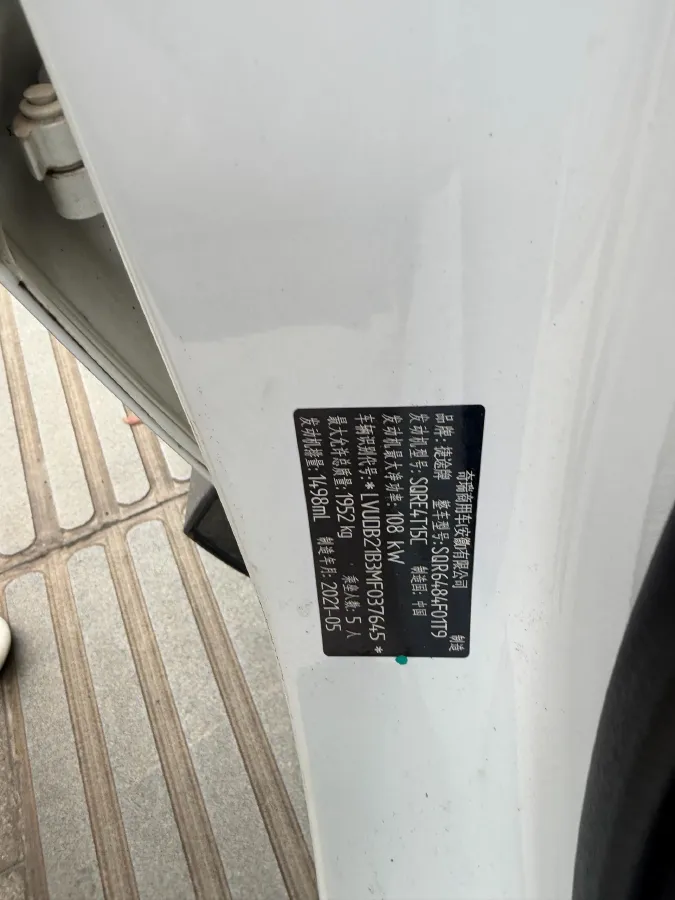 奇瑞商用车(安徽)有限公司 制造
品牌:捷途牌 整车型号:SQR6484F01T9
发动机型号:SQRE4T15C 制造国:中国
发动机最大净功率:108 KW
车辆识别代号:*LVUDB21B3MF037645*
最大允许总质量:1952 kg 乘坐人数:5 人
发动机排量:1498mL 制造年月:2021-05